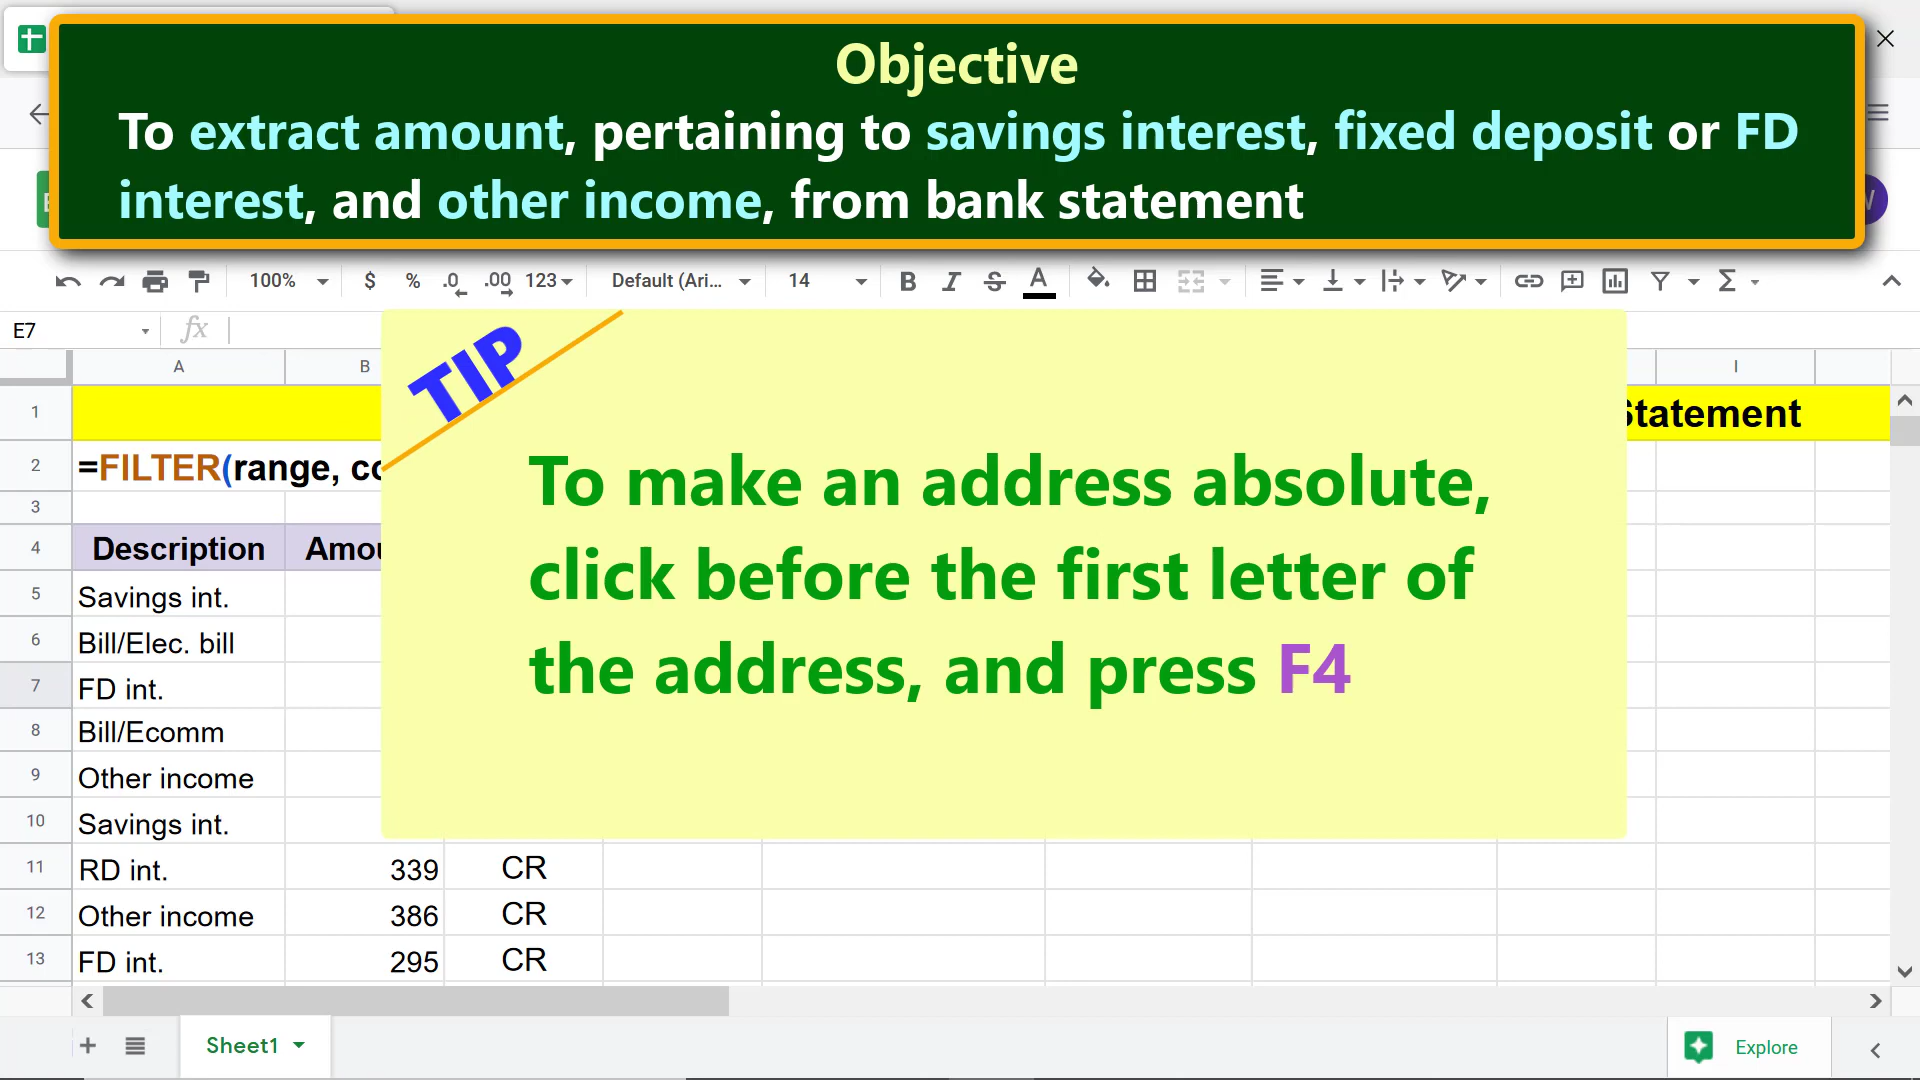 Objective
To extract amount, pertaining to savings interest, fixed deposit or FD
interest, and other income, from bank statement
100% $ % .0 .00 123 Default (Ari... 14 B I S A
E7 fx
A B I
1 Statement
2 =FILTER(range, co
3
4 Description Amou
5 Savings int.
6 Bill/Elec. bill
7 FD int.
8 Bill/Ecomm
9 Other income
10 Savings int.
11 RD int. 339 CR
12 Other income 386 CR
13 FD int. 295 CR
TIP
To make an address absolute,
click before the first letter of
the address, and press F4
Sheet1 Explore